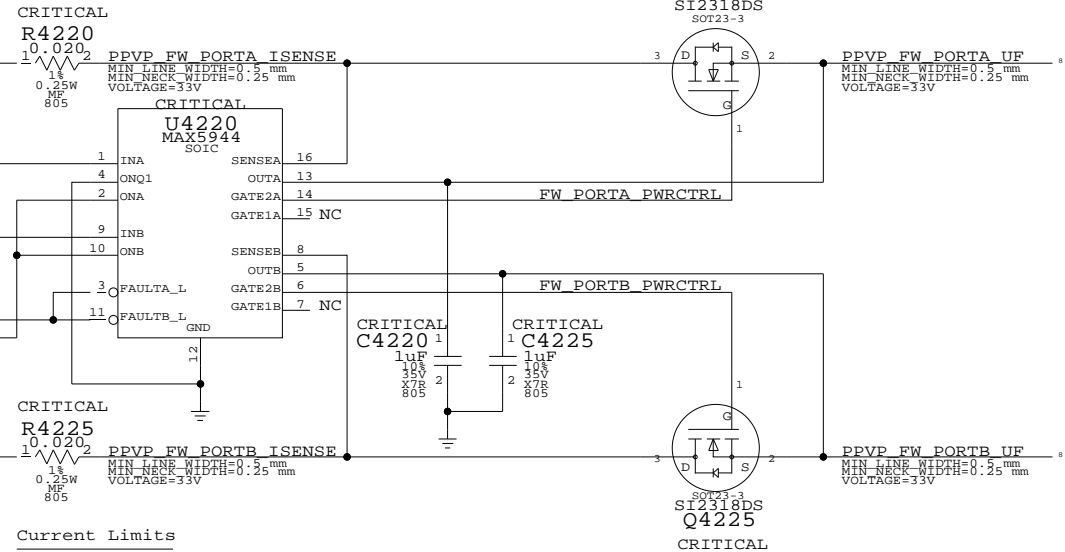 CRITICAL
R4220
0.020
1 2
1%
0.25W
MF
805
PPVP_FW_PORTA_ISENSE
MIN_LINE_WIDTH=0.5 mm
MIN_NECK_WIDTH=0.25 mm
VOLTAGE=33V
SI2318DS
SOT23-3
3 D S 2
G
1
PPVP_FW_PORTA_UF
MIN_LINE_WIDTH=0.5 mm
MIN_NECK_WIDTH=0.25 mm
VOLTAGE=33V
8
CRITICAL
U4220
MAX5944
SOIC
1 INA SENSEA 16
4 ONQ1 OUTA 13
2 ONA GATE2A 14
GATE1A 15 NC
9 INB
10 ONB SENSEB 8
OUTB 5
3 FAULTA_L GATE2B 6
GATE1B 7 NC
11 FAULTB_L
GND
12
FW_PORTA_PWRCTRL
FW_PORTB_PWRCTRL
CRITICAL
C4220
1uF
10%
35V
X7R
805
1
2
CRITICAL
C4225
1uF
10%
35V
X7R
805
1
2
CRITICAL
R4225
0.020
1 2
1%
0.25W
MF
805
PPVP_FW_PORTB_ISENSE
MIN_LINE_WIDTH=0.5 mm
MIN_NECK_WIDTH=0.25 mm
VOLTAGE=33V
1
G
3 D S 2
SOT23-3
SI2318DS
Q4225
CRITICAL
PPVP_FW_PORTB_UF
MIN_LINE_WIDTH=0.5 mm
MIN_NECK_WIDTH=0.25 mm
VOLTAGE=33V
8
Current Limits